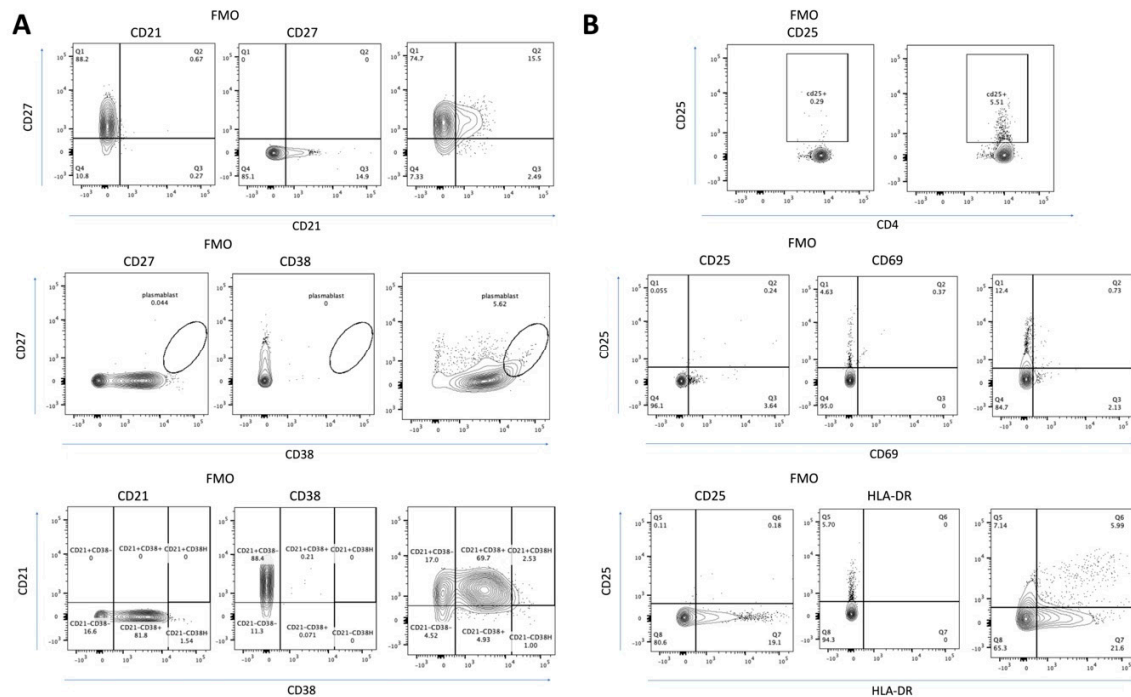 A
FMO
CD21
CD27
Q1
88.2
Q2
0.67
Q4
10.8
Q3
0.27
Q1
0
Q2
0
Q4
85.1
Q3
14.9
Q1
74.7
Q2
15.5
Q4
7.33
Q3
2.49
CD27
CD21
FMO
CD27
CD38
plasmablast
0.044
plasmablast
0
plasmablast
5.62
CD27
CD38
FMO
CD21
CD38
CD21+CD38-
0
CD21+CD38+
0
CD21+CD38H
0
CD21-CD38-
16.6
CD21-CD38+
81.8
CD21-CD38H
1.54
CD21+CD38-
88.4
CD21+CD38+
0.21
CD21+CD38H
0
CD21-CD38-
11.3
CD21-CD38+
0.071
CD21-CD38H
0
CD21+CD38-
17.0
CD21+CD38+
69.7
CD21+CD38H
2.53
CD21-CD38-
4.52
CD21-CD38+
4.93
CD21-CD38H
1.00
CD21
CD38
B
FMO
CD25
cd25+
0.29
cd25+
5.51
CD25
CD4
FMO
CD25
CD69
Q1
0.055
Q2
0.24
Q4
96.1
Q3
3.64
Q1
4.63
Q2
0.37
Q4
95.0
Q3
0
Q1
12.4
Q2
0.73
Q4
84.7
Q3
2.13
CD25
CD69
FMO
CD25
HLA-DR
Q5
0.11
Q6
0.18
Q8
80.6
Q7
19.1
Q5
5.70
Q6
0
Q8
94.3
Q7
0
Q5
7.14
Q6
5.99
Q8
65.3
Q7
21.6
CD25
HLA-DR